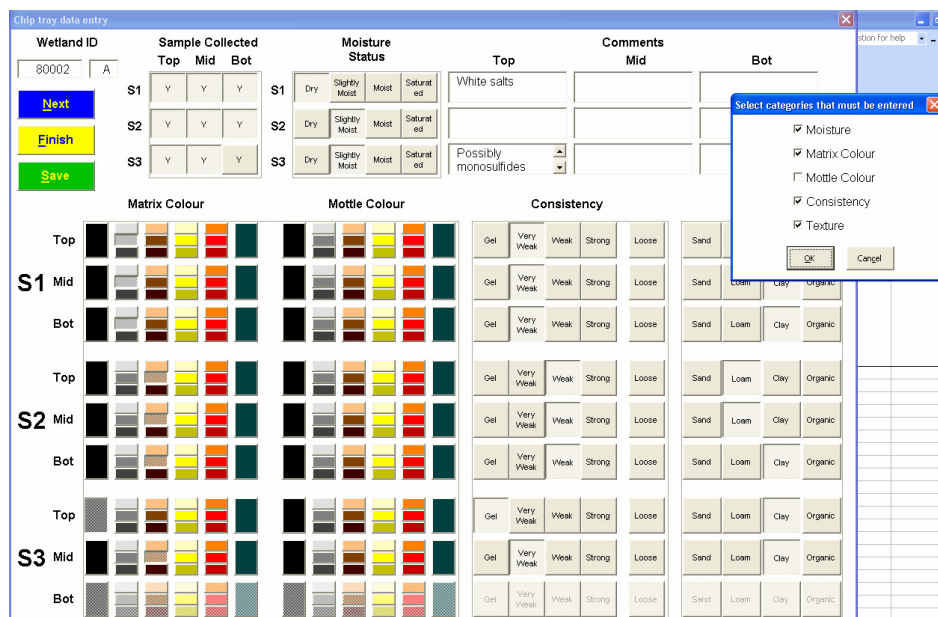 Chip tray data entry
stion for help
Wetland ID
80002 A
Next
Finish
Save
Sample Collected
Top Mid Bot
Y Y Y
Y Y Y
Y Y Y
Moisture
Status
S1 Dry Slightly Moist Moist Saturat ed
S2 Dry Slightly Moist Moist Saturat ed
S3 Dry Slightly Moist Moist Saturat ed
S1
S2
S3
Comments
Top Mid Bot
White salts
Possibly
monosulfides
Select categories that must be entered
Moisture
Matrix Colour
Mottle Colour
Consistency
Texture
OK Cancel
Matrix Colour Mottle Colour Consistency
S1
Top Gel Very Weak Weak Strong Loose Sand
Mid Gel Very Weak Weak Strong Loose Sand Loam Clay Organic
Bot Gel Very Weak Weak Strong Loose Sand Loam Clay Organic
S2
Top Gel Very Weak Weak Strong Loose Sand Loam Clay Organic
Mid Gel Very Weak Weak Strong Loose Sand Loam Clay Organic
Bot Gel Very Weak Weak Strong Loose Sand Loam Clay Organic
S3
Top Gel Very Weak Weak Strong Loose Sand Loam Clay Organic
Mid Gel Very Weak Weak Strong Loose Sand Loam Clay Organic
Bot Gel Very Weak Weak Strong Loose Sand Loam Clay Organic